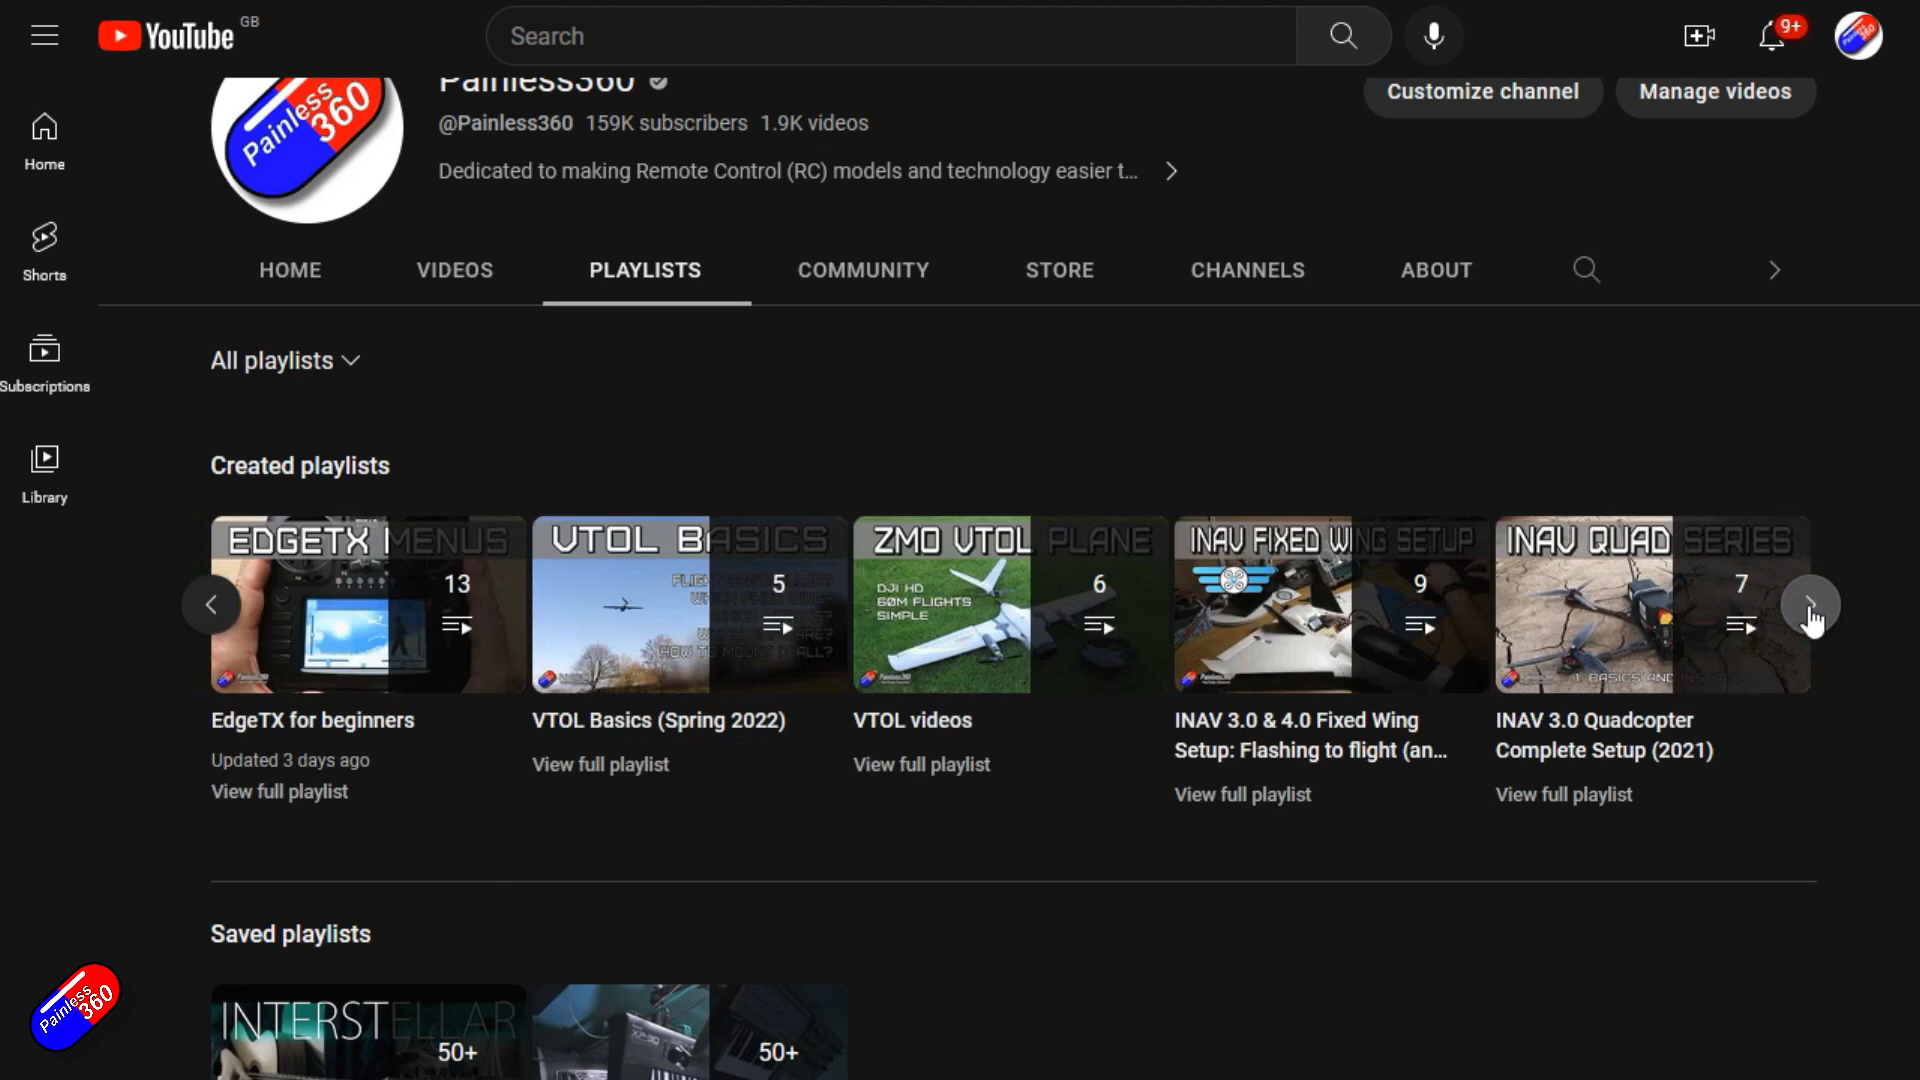 YouTube GB
Search
9+
Painless360
Painless 360
@Painless360 159K subscribers 1.9K videos
Dedicated to making Remote Control (RC) models and technology easier t...
Customize channel
Manage videos
Home
Shorts
Subscriptions
Library
HOME VIDEOS PLAYLISTS COMMUNITY STORE CHANNELS ABOUT
All playlists
Created playlists
EDGETX MENUS
13
EdgeTX for beginners
Updated 3 days ago
View full playlist
VTOL BASICS
5
VTOL Basics (Spring 2022)
View full playlist
ZMO VTOL PLANE
DJI HD
60M FLIGHTS
SIMPLE
6
VTOL videos
View full playlist
INAV FIXED WING SETUP
9
INAV 3.0 & 4.0 Fixed Wing
Setup: Flashing to flight (an...
View full playlist
INAV QUAD SERIES
7
1 BASICS AND
INAV 3.0 Quadcopter
Complete Setup (2021)
View full playlist
Saved playlists
INTERSTELLAR
50+
50+
Painless 360